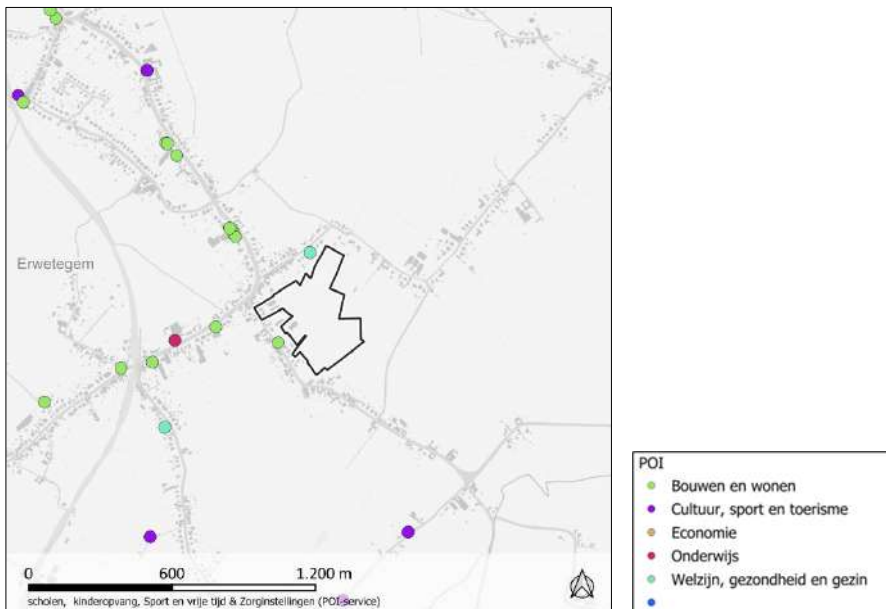 Erwetegem
0 600 1.200 m
scholen, kinderopvang, Sport en vrije tijd & Zorginstellingen (POI-service)
POI
Bouwen en wonen
Cultuur, sport en toerisme
Economie
Onderwijs
Welzijn, gezondheid en gezin